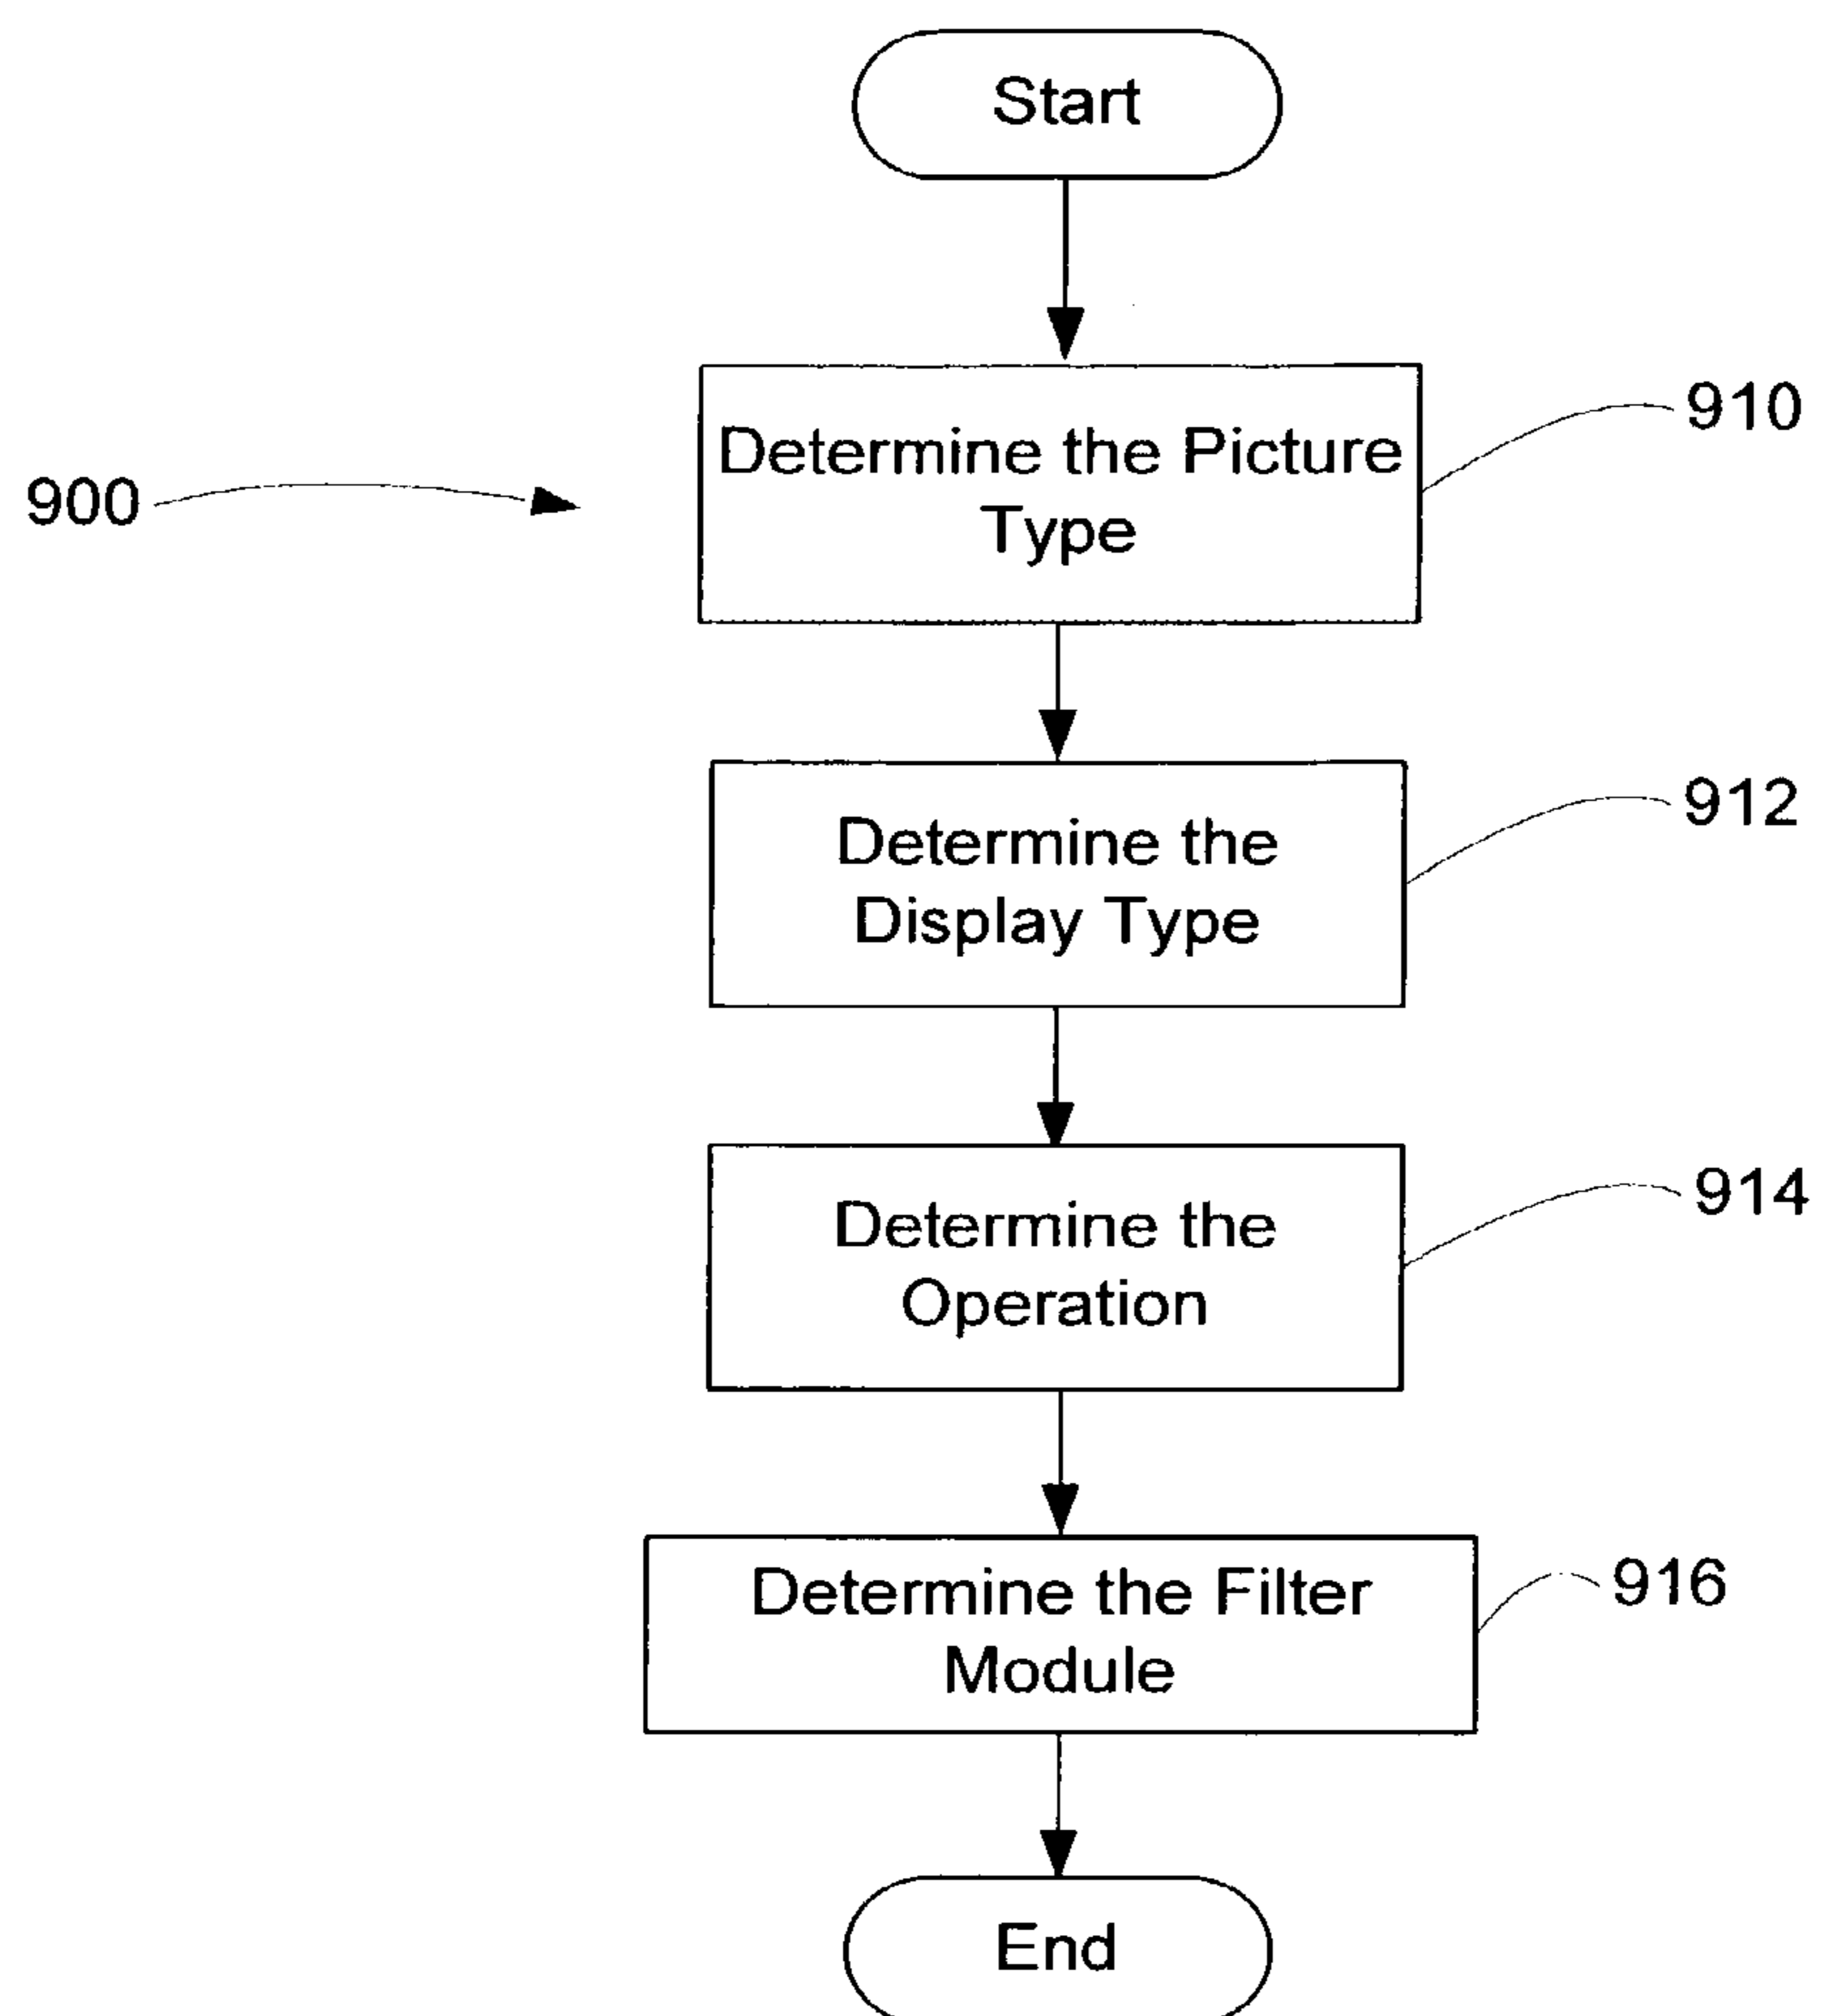 Start
900
Determine the Picture
Type
910
Determine the
Display Type
912
Determine the
Operation
914
Determine the Filter
Module
916
End